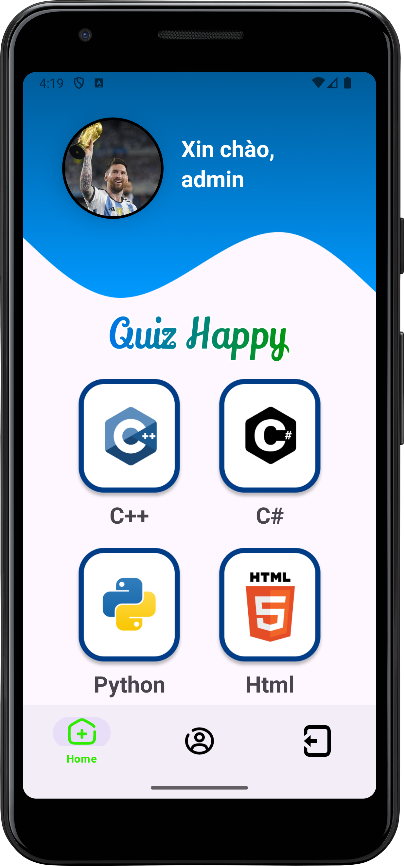 4:19
Xin chào,
admin
Quiz Happy
C++
C#
C++
C#
HTML
5
Python
Html
Home